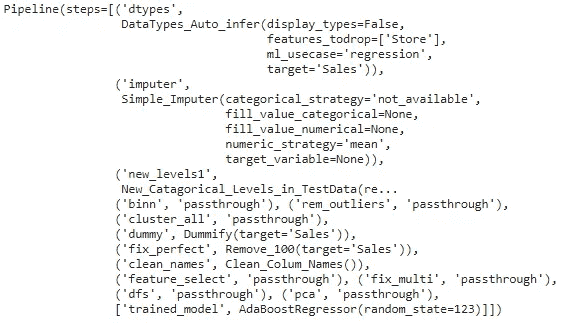 Pipeline(steps=[('dtypes',
DataTypes_Auto_infer(display_types=False,
features_todrop=['Store'],
ml_usecase='regression',
target='Sales')),
('imputer',
Simple_Imputer(categorical_strategy='not_available',
fill_value_categorical=None,
fill_value_numerical=None,
numeric_strategy='mean',
target_variable=None)),
('new_levels1',
New_Catagorical_Levels_in_TestData(re...
('binn', 'passthrough'), ('rem_outliers', 'passthrough'),
('cluster_all', 'passthrough'),
('dummy', Dummify(target='Sales')),
('fix_perfect', Remove_100(target='Sales')),
('clean_names', Clean_Colum_Names()),
('feature_select', 'passthrough'), ('fix_multi', 'passthrough'),
('dfs', 'passthrough'), ('pca', 'passthrough'),
['trained_model', AdaBoostRegressor(random_state=123)]])